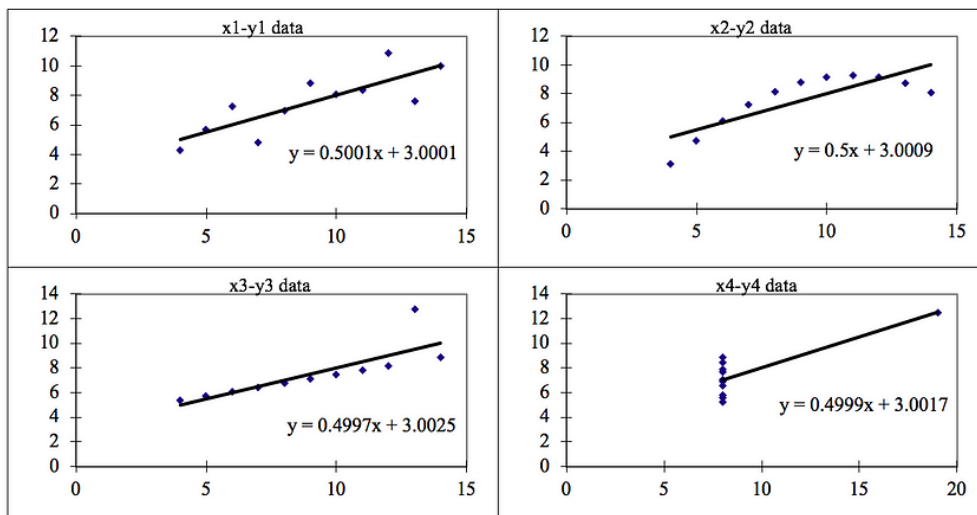 x1-y1 data
12
10
8
6
4
2
0
y = 0.5001x + 3.0001
0 5 10 15
x2-y2 data
12
10
8
6
4
2
0
y = 0.5x + 3.0009
0 5 10 15
x3-y3 data
14
12
10
8
6
4
2
0
y = 0.4997x + 3.0025
0 5 10 15
x4-y4 data
14
12
10
8
6
4
2
0
y = 0.4999x + 3.0017
0 5 10 15 20